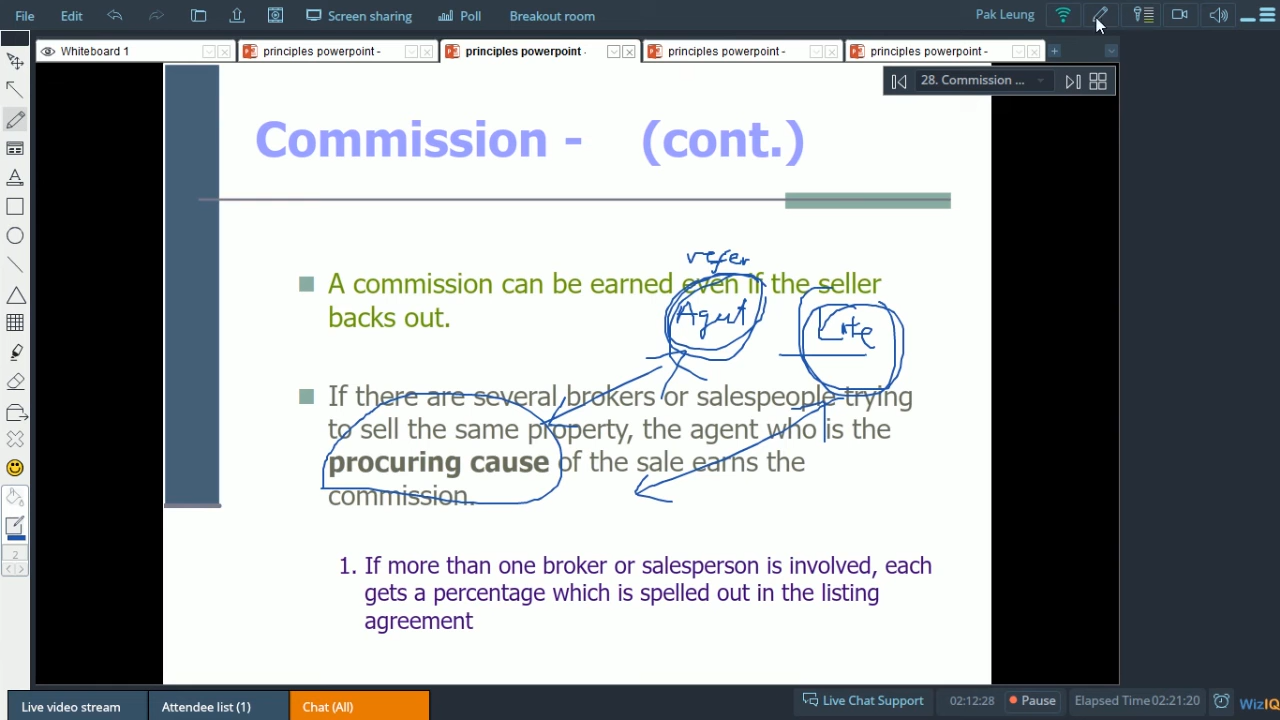 File Edit Screen sharing Poll Breakout room Pak Leung
Whiteboard 1 principles powerpoint - principles powerpoint - principles powerpoint - principles powerpoint -
28. Commission ...
Commission - (cont.)
refer
A commission can be earned even if the seller
backs out.
Agent
If there are several brokers or salespeople trying
to sell the same property, the agent who is the
procuring cause of the sale earns the
commission.
1. If more than one broker or salesperson is involved, each
gets a percentage which is spelled out in the listing
agreement
2
Live video stream Attendee list (1) Chat (All) Live Chat Support 02:12:28 Pause Elapsed Time 02:21:20 WizIQ